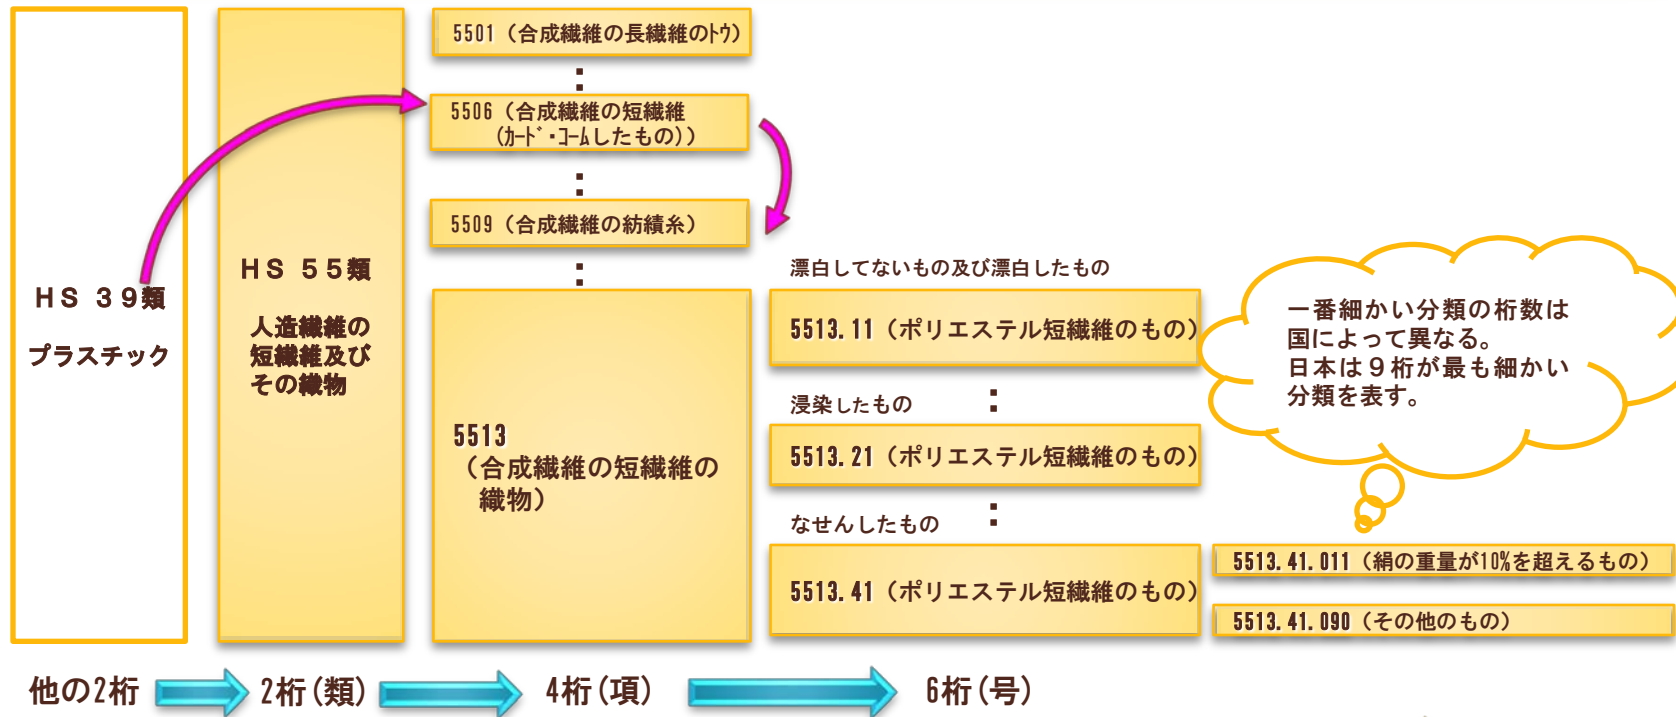 HS 39類
プラスチック
HS 55類
人造繊維の
短繊維及び
その織物
5501（合成繊維の長繊維のトウ）
5506（合成繊維の短繊維
（カード・コームしたもの））
5509（合成繊維の紡績糸）
5513
（合成繊維の短繊維の
織物）
漂白してないもの及び漂白したもの
5513.11（ポリエステル短繊維のもの）
浸染したもの
5513.21（ポリエステル短繊維のもの）
なせんしたもの
5513.41（ポリエステル短繊維のもの）
一番細かい分類の桁数は
国によって異なる。
日本は９桁が最も細かい
分類を表す。
5513.41.011（絹の重量が10%を超えるもの）
5513.41.090（その他のもの）
他の2桁
2桁(類)
4桁(項)
6桁(号)